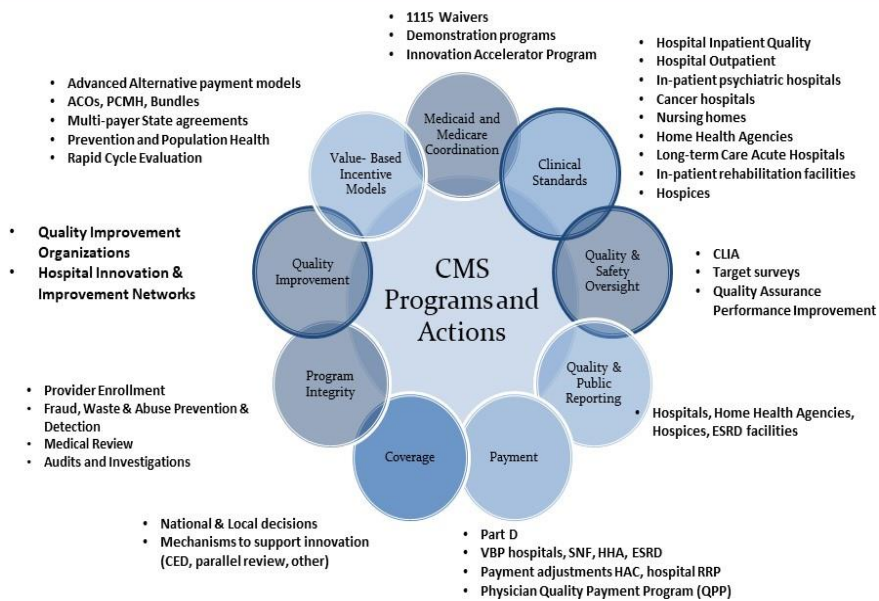 • 1115 Waivers
• Demonstration programs
• Innovation Accelerator Program
Medicaid and
Medicare
Coordination
• Hospital Inpatient Quality
• Hospital Outpatient
• In-patient psychiatric hospitals
• Cancer hospitals
• Nursing homes
• Home Health Agencies
• Long-term Care Acute Hospitals
• In-patient rehabilitation facilities
• Hospices
Clinical
Standards
• CLIA
• Target surveys
• Quality Assurance
Performance Improvement
Quality &
Safety
Oversight
Quality &
Public
Reporting
• Hospitals, Home Health Agencies,
Hospices, ESRD facilities
Payment
• Part D
• VBP hospitals, SNF, HHA, ESRD
• Payment adjustments HAC, hospital RRP
• Physician Quality Payment Program (QPP)
Coverage
• National & Local decisions
• Mechanisms to support innovation
(CED, parallel review, other)
Program
Integrity
• Provider Enrollment
• Fraud, Waste & Abuse Prevention &
Detection
• Medical Review
• Audits and Investigations
Quality
Improvement
• Quality Improvement
Organizations
• Hospital Innovation &
Improvement Networks
Value- Based
Incentive
Models
• Advanced Alternative payment models
• ACOs, PCMH, Bundles
• Multi-payer State agreements
• Prevention and Population Health
• Rapid Cycle Evaluation
CMS
Programs and
Actions